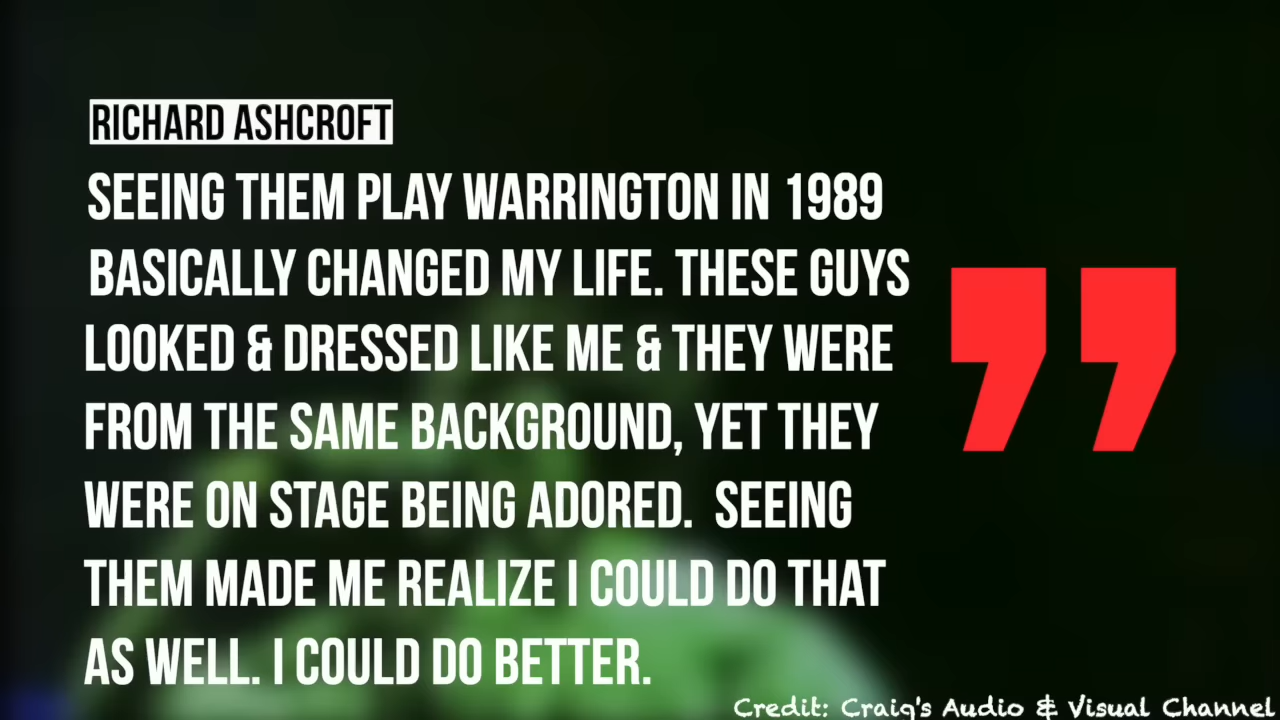 RICHARD ASHCROFT
SEEING THEM PLAY WARRINGTON IN 1989
BASICALLY CHANGED MY LIFE. THESE GUYS
LOOKED & DRESSED LIKE ME & THEY WERE
FROM THE SAME BACKGROUND, YET THEY
WERE ON STAGE BEING ADORED. SEEING
THEM MADE ME REALIZE I COULD DO THAT
AS WELL. I COULD DO BETTER.
”
Credit: Craig's Audio & Visual Channel